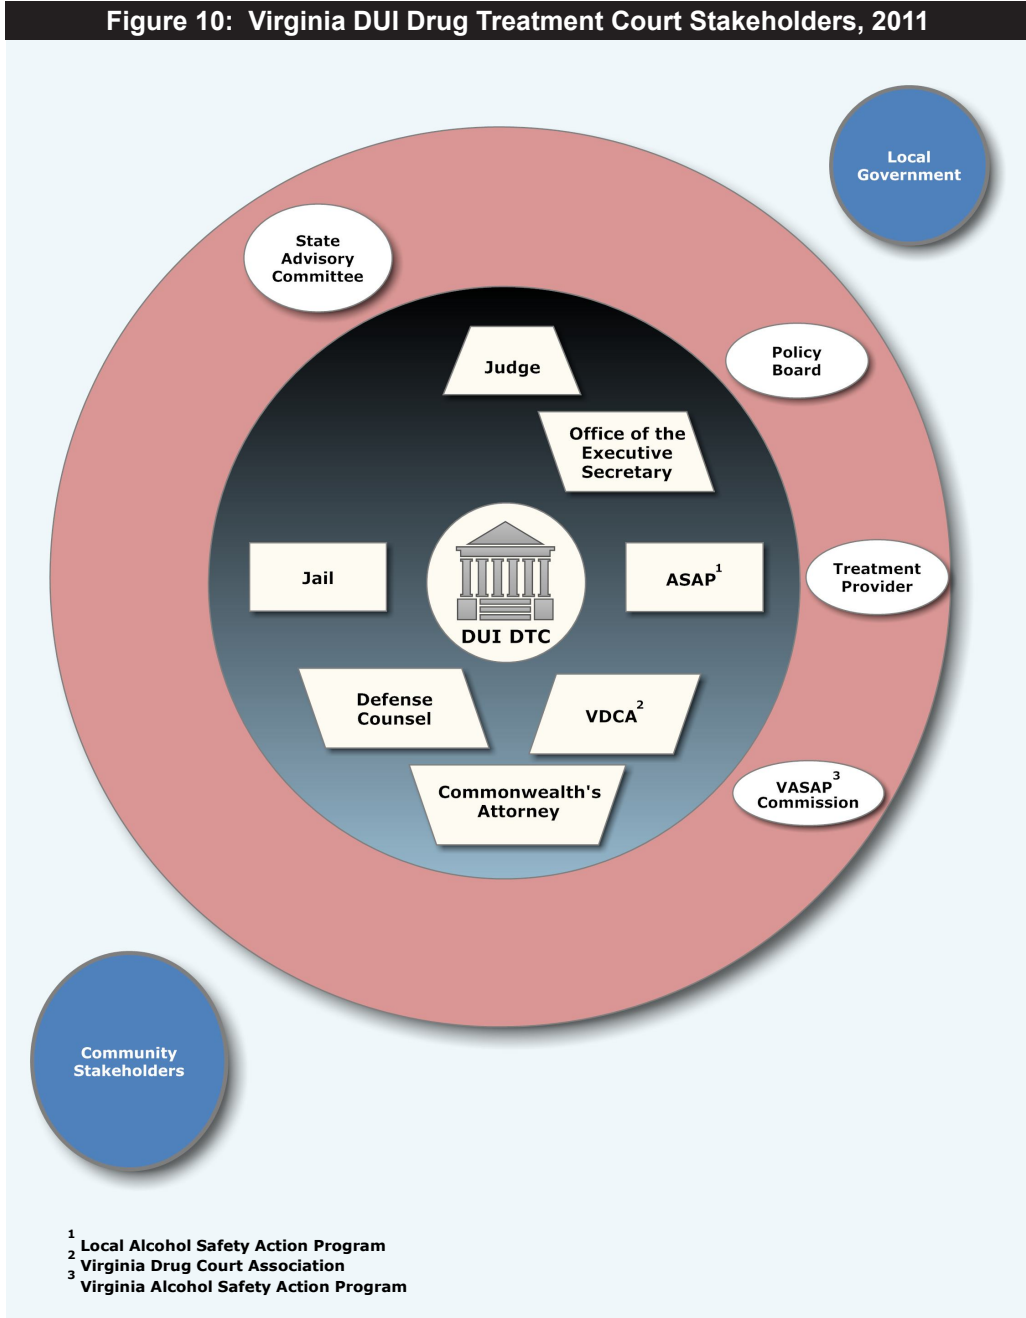 Figure 10: Virginia DUI Drug Treatment Court Stakeholders, 2011
Local
Government
State
Advisory
Committee
Policy
Board
Judge
Office of the
Executive
Secretary
Jail
DUI DTC
ASAP1
Treatment
Provider
Defense
Counsel
VDCA2
Commonwealth's
Attorney
VASAP3
Commission
Community
Stakeholders
1 Local Alcohol Safety Action Program
2 Virginia Drug Court Association
3 Virginia Alcohol Safety Action Program